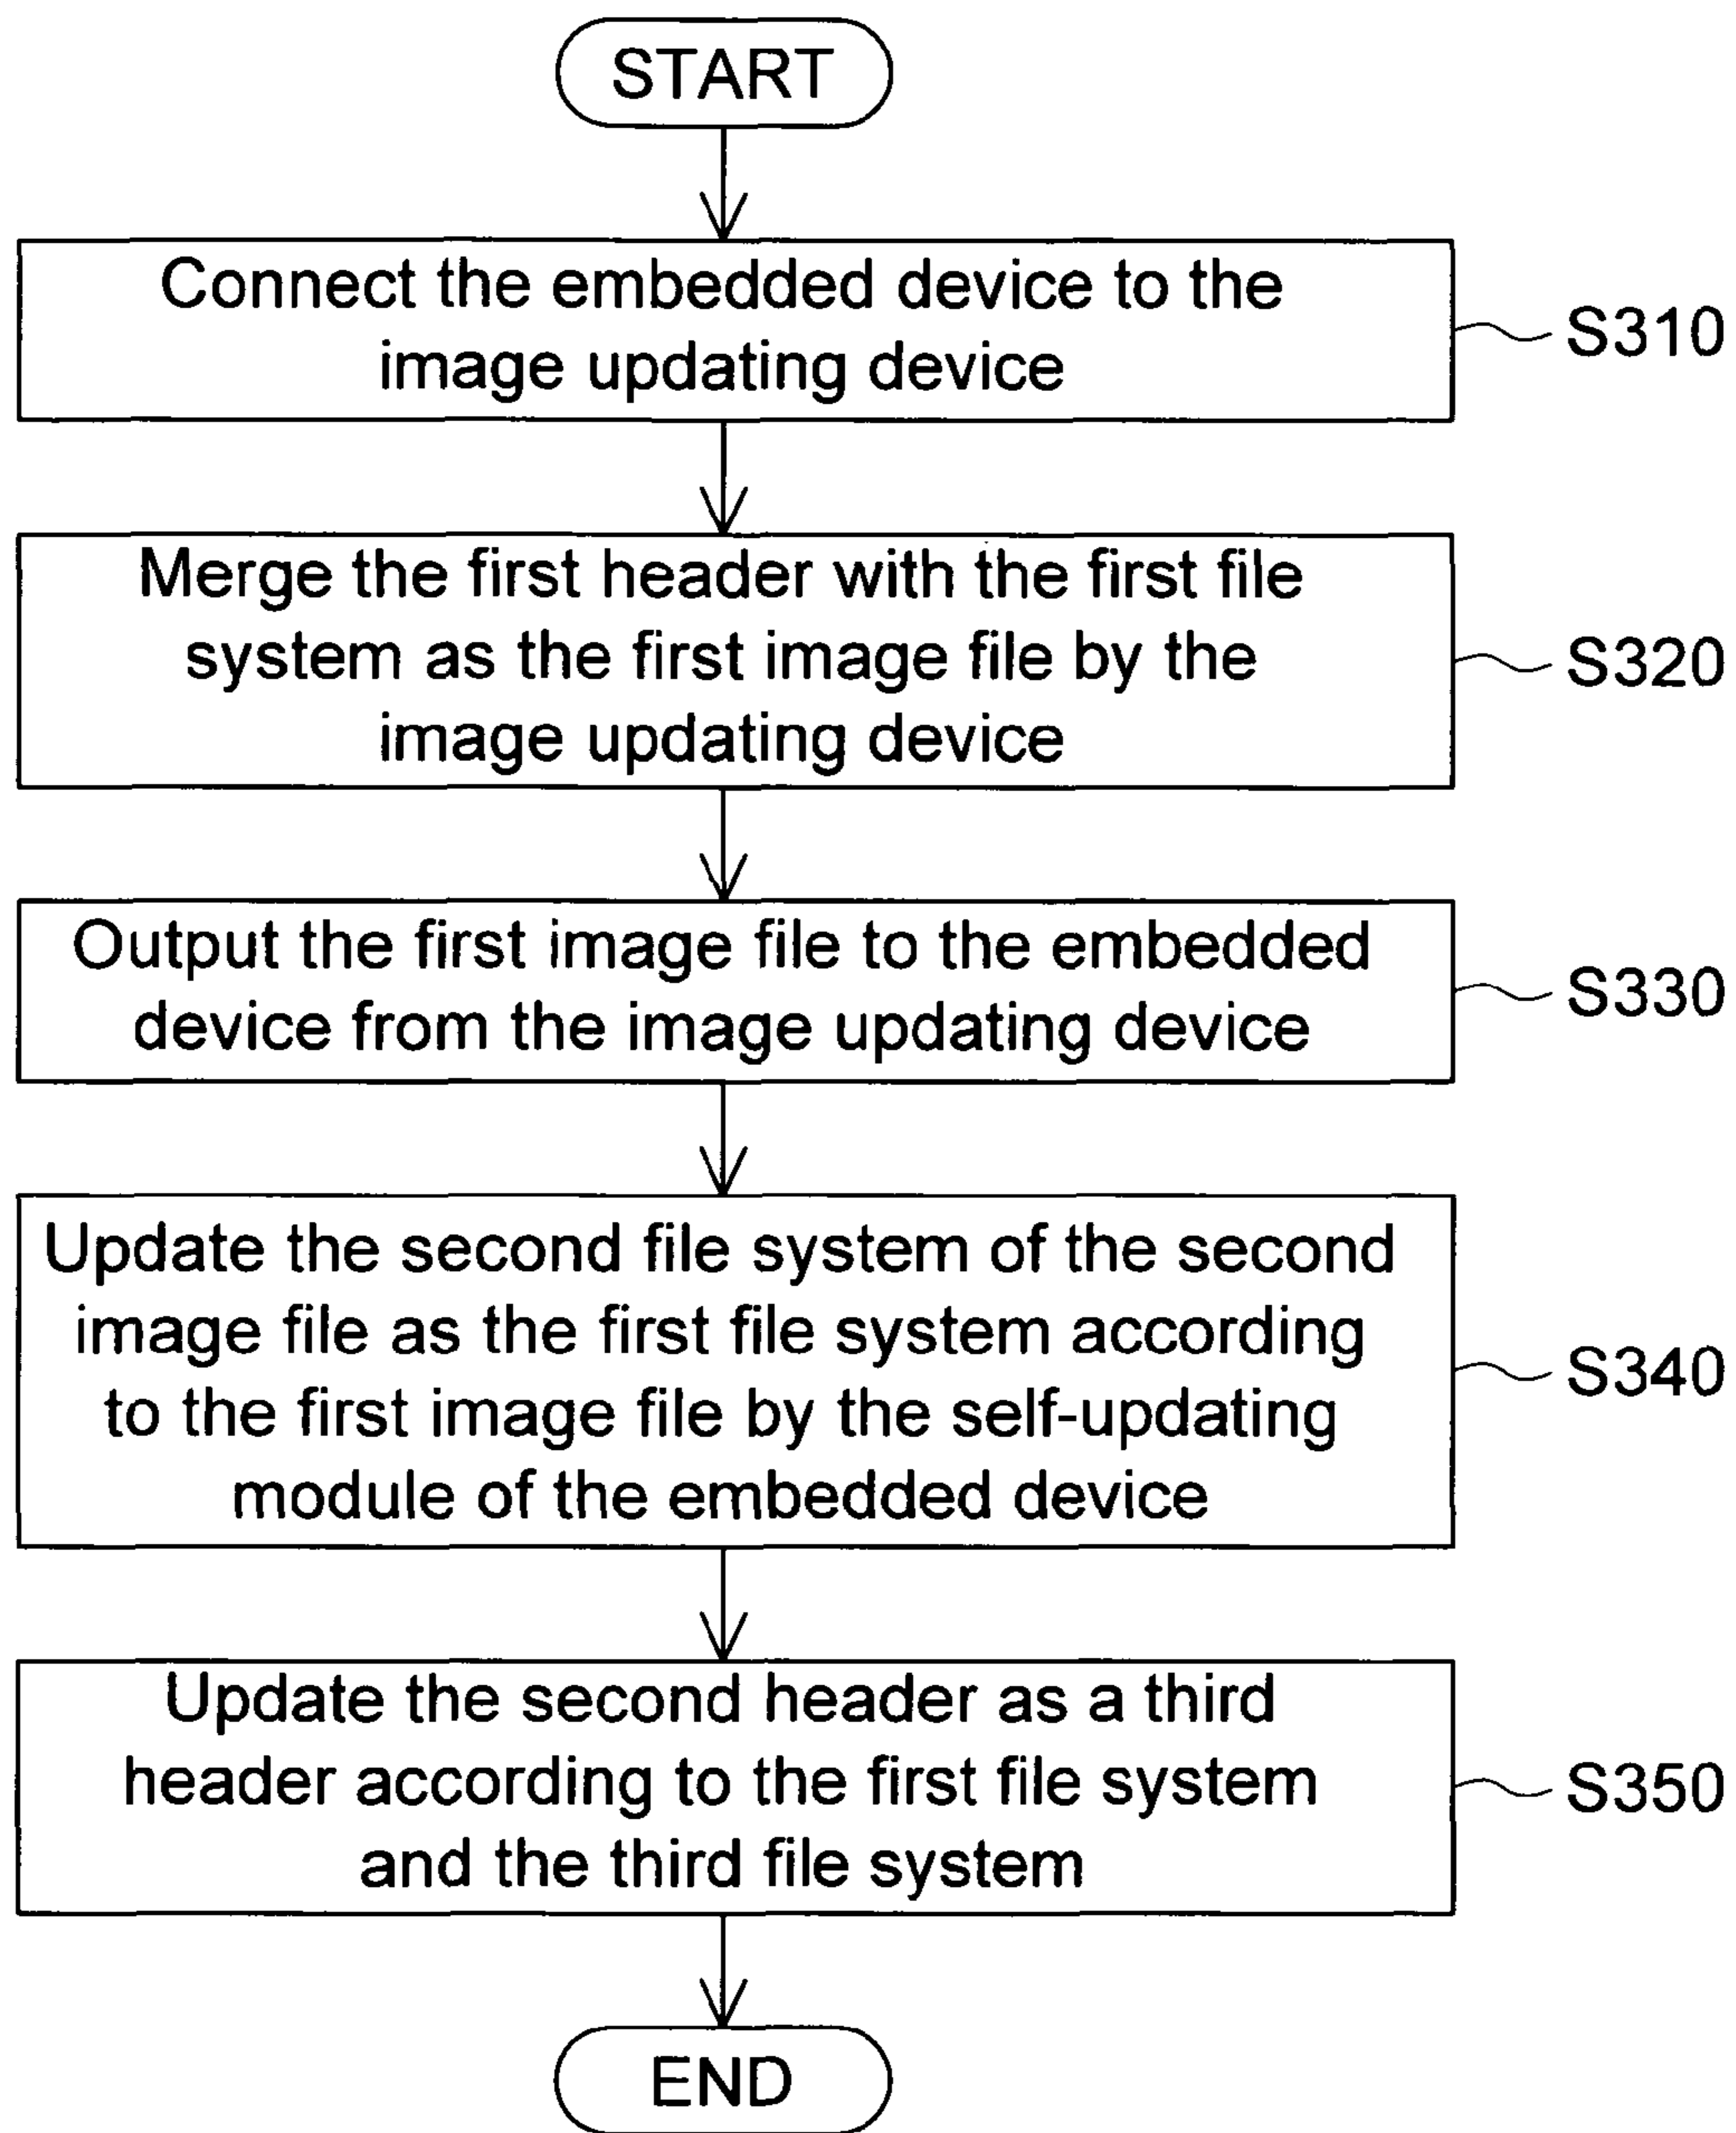 START
Connect the embedded device to the
image updating device
S310
Merge the first header with the first file
system as the first image file by the
image updating device
S320
Output the first image file to the embedded
device from the image updating device
S330
Update the second file system of the second
image file as the first file system according
to the first image file by the self-updating
module of the embedded device
S340
Update the second header as a third
header according to the first file system
and the third file system
S350
END